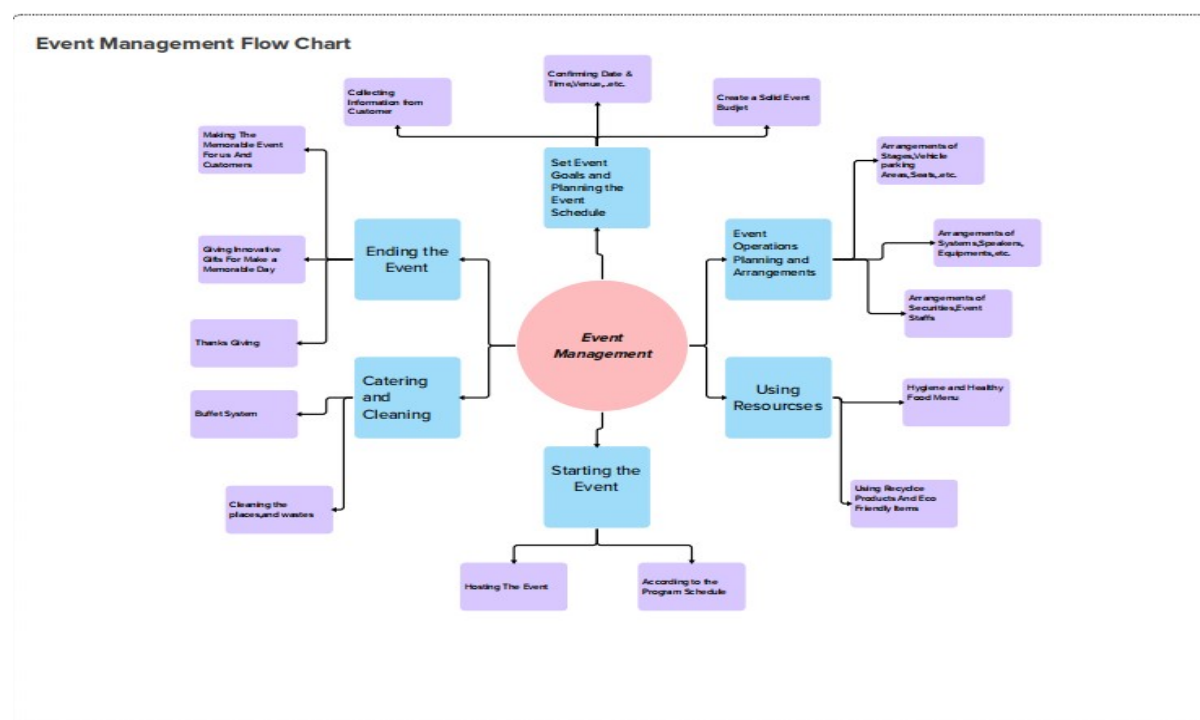 Event Management Flow Chart
Confirming Date &
Time,Venue,..etc.
Collecting
Information from
Customer
Create a Solid Event
Budjet
Making The
Memorable Event
For us And
Customers
Set Event
Goals and
Planning the
Event
Schedule
Arrangements of
Stages,Vehicle
parking
Areas,Seats,.etc.
Giving Innovative
Gifts For Make a
Memorable Day
Ending the
Event
Event
Operations
Planning and
Arrangements
Arrangements of
Systems,Speakers,
Equipments,etc.
Arrangements of
Securities,Event
Staffs
Thanks Giving
Event
Management
Buffet System
Catering
and
Cleaning
Using
Resourcses
Hygiene and Healthy
Food Menu
Cleaning the
places,and wastes
Starting the
Event
Using Recyclce
Products And Eco
Friendly Items
Hosting The Event
According to the
Program Schedule